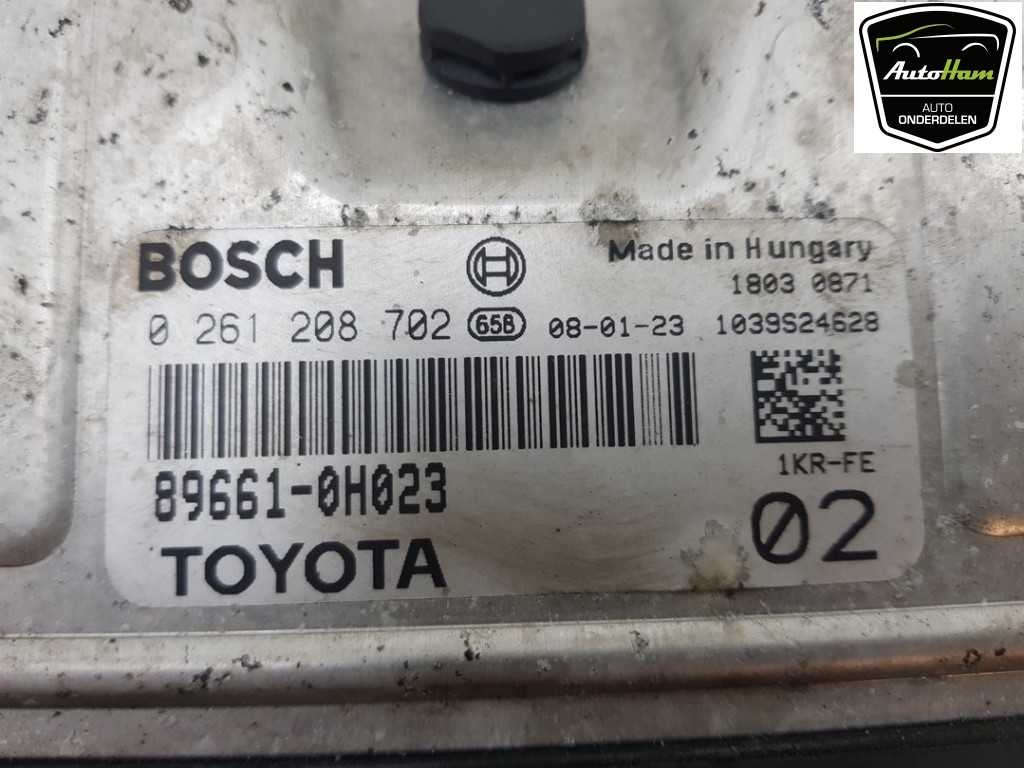 AutoHam
AUTO
ONDERDELEN
BOSCH
Made in Hungary
1803 0871
0 261 208 702 65B 08-01-23 1039S24628
1KR-FE
89661-0H023
02
TOYOTA